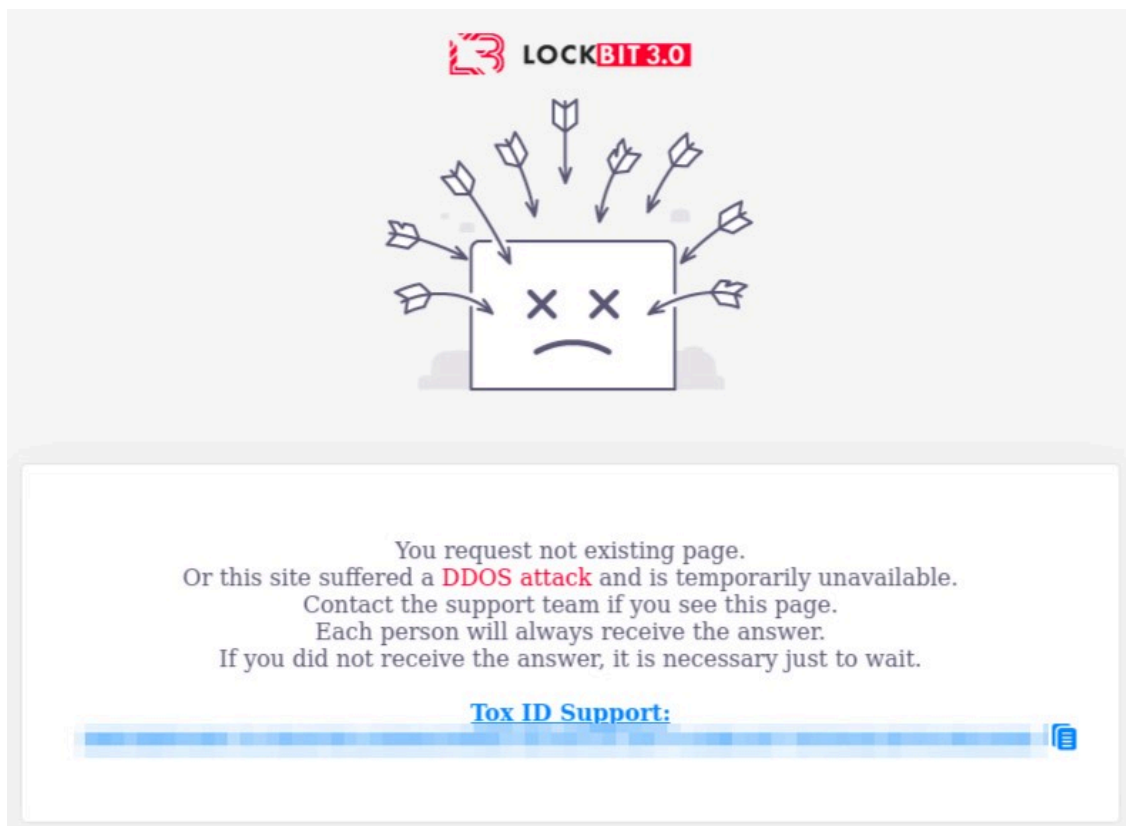 LOCKBIT 3.0
You request not existing page.
Or this site suffered a DDOS attack and is temporarily unavailable.
Contact the support team if you see this page.
Each person will always receive the answer.
If you did not receive the answer, it is necessary just to wait.
Tox ID Support: